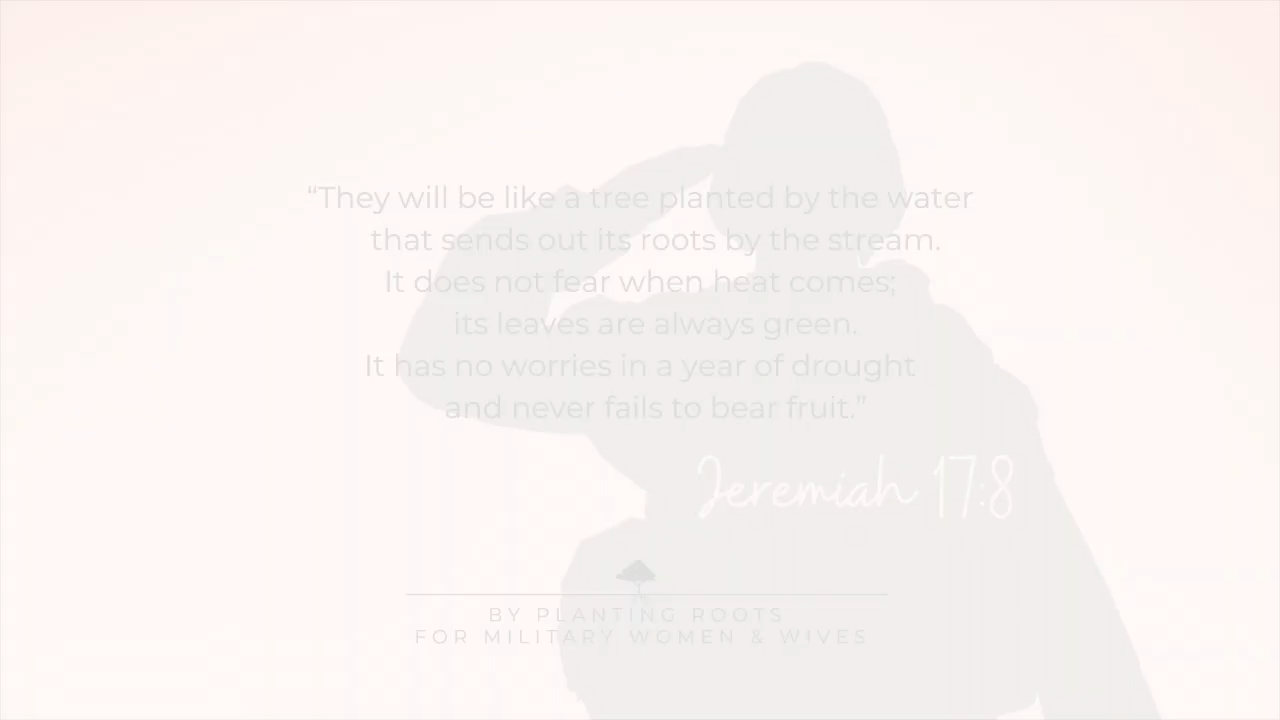 “They will be like a tree planted by the water
that sends out its roots by the stream.
It does not fear when heat comes;
its leaves are always green.
It has no worries in a year of drought
and never fails to bear fruit.”
Jeremiah 17:8
BY PLANTING ROOTS
FOR MILITARY WOMEN & WIVES